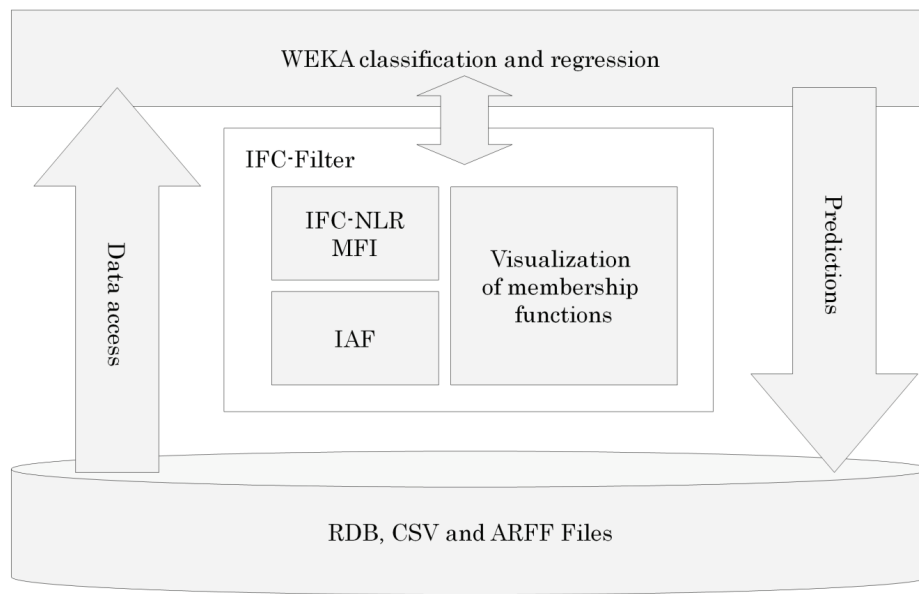 WEKA classification and regression
IFC-Filter
IFC-NLR
MFI
IAF
Visualization
of membership
functions
Data access
Predictions
RDB, CSV and ARFF Files